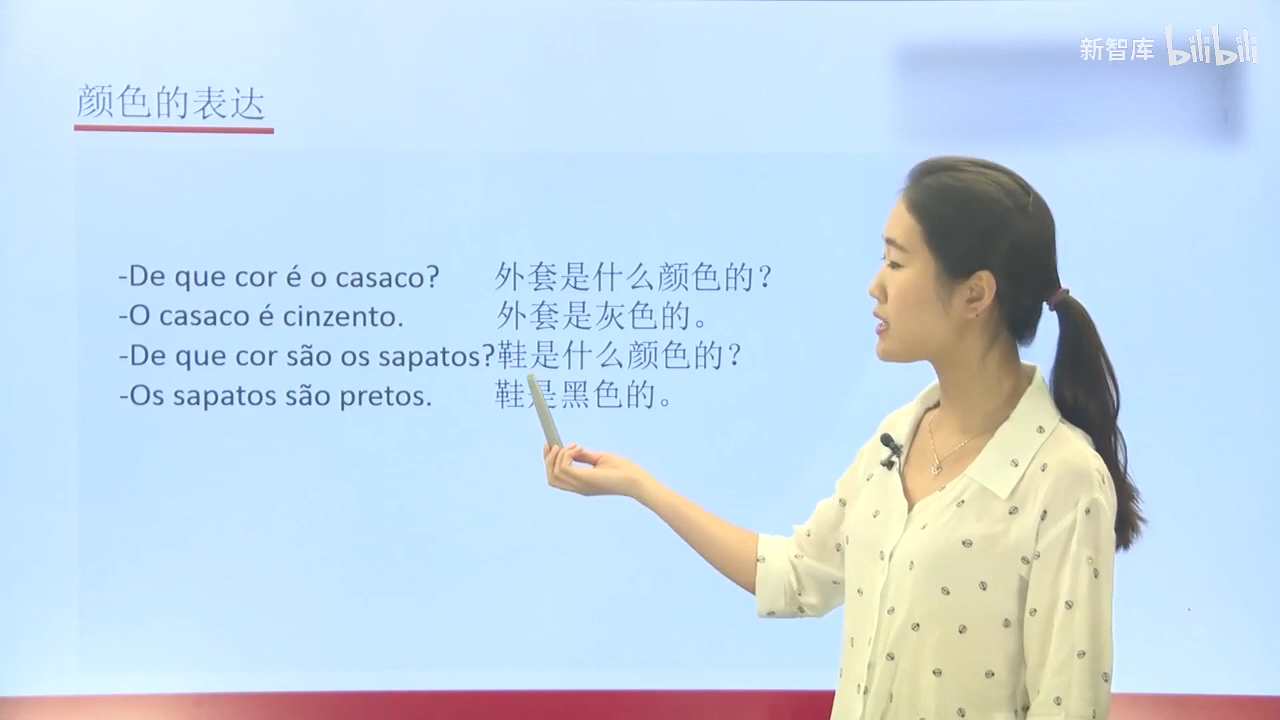 新智库 bilibili
颜色的表达
-De que cor é o casaco? 外套是什么颜色的？
-O casaco é cinzento. 外套是灰色的。
-De que cor são os sapatos? 鞋是什么颜色的？
-Os sapatos são pretos. 鞋是黑色的。